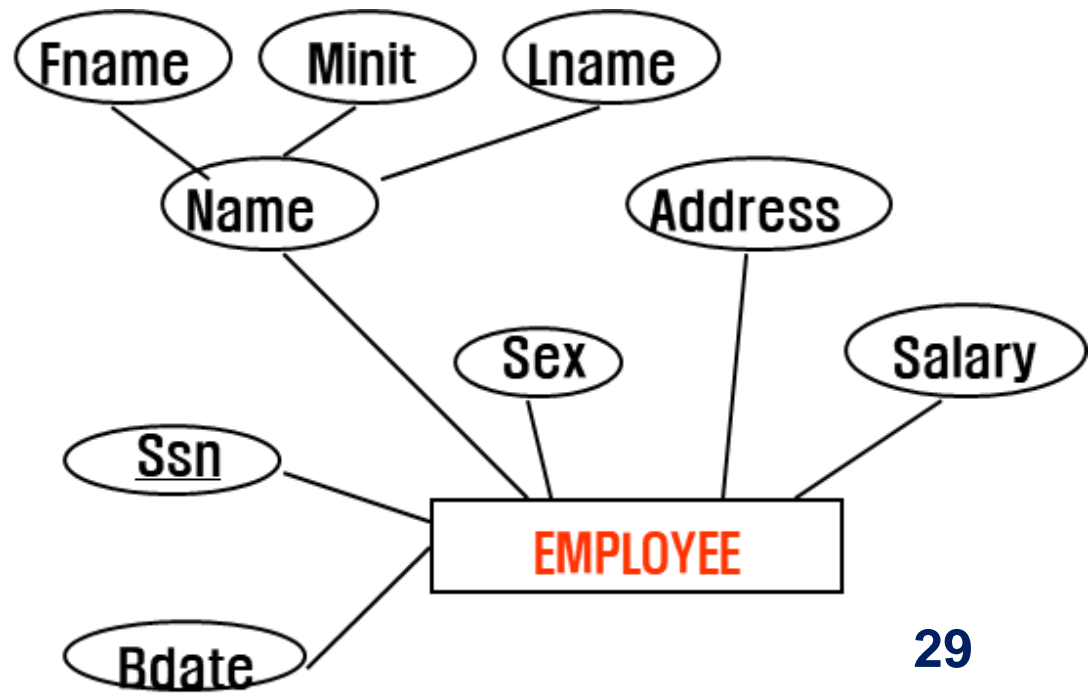 Fname Minit Lname
Name Address
Sex Salary
Ssn
EMPLOYEE
Bdate 29